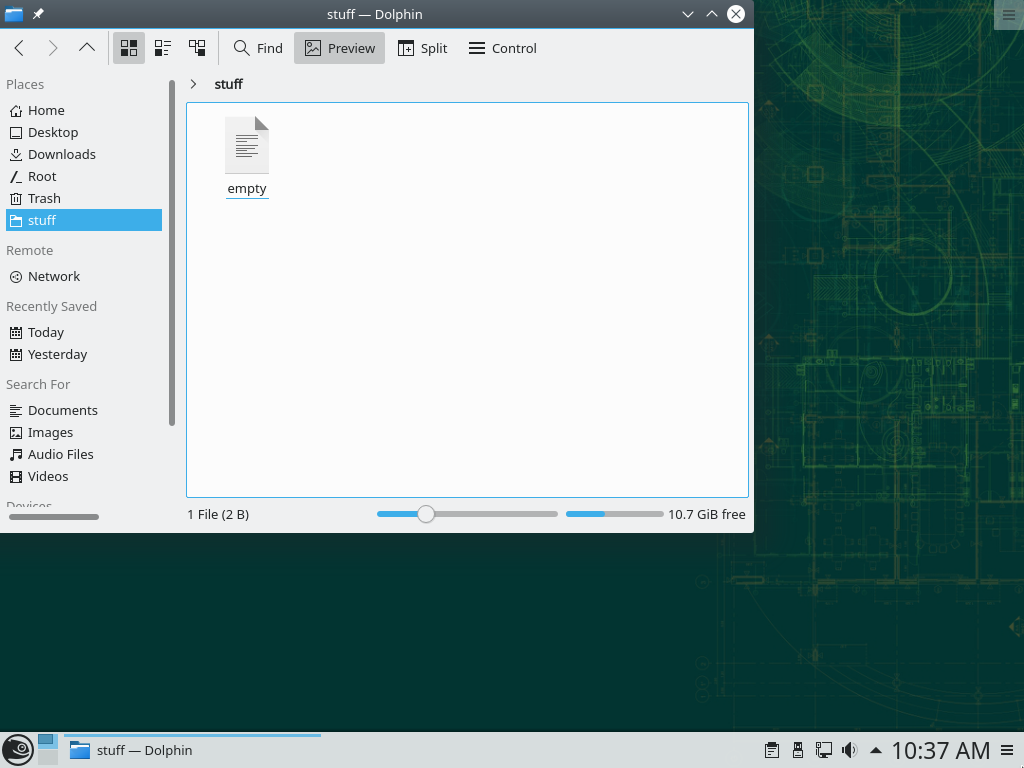 stuff — Dolphin
Find
Preview
Split
Control
Places
stuff
Home
Desktop
Downloads
Root
Trash
stuff
Remote
Network
Recently Saved
Today
Yesterday
Search For
Documents
Images
Audio Files
Videos
Devices
empty
1 File (2 B)
10.7 GiB free
stuff — Dolphin
10:37 AM